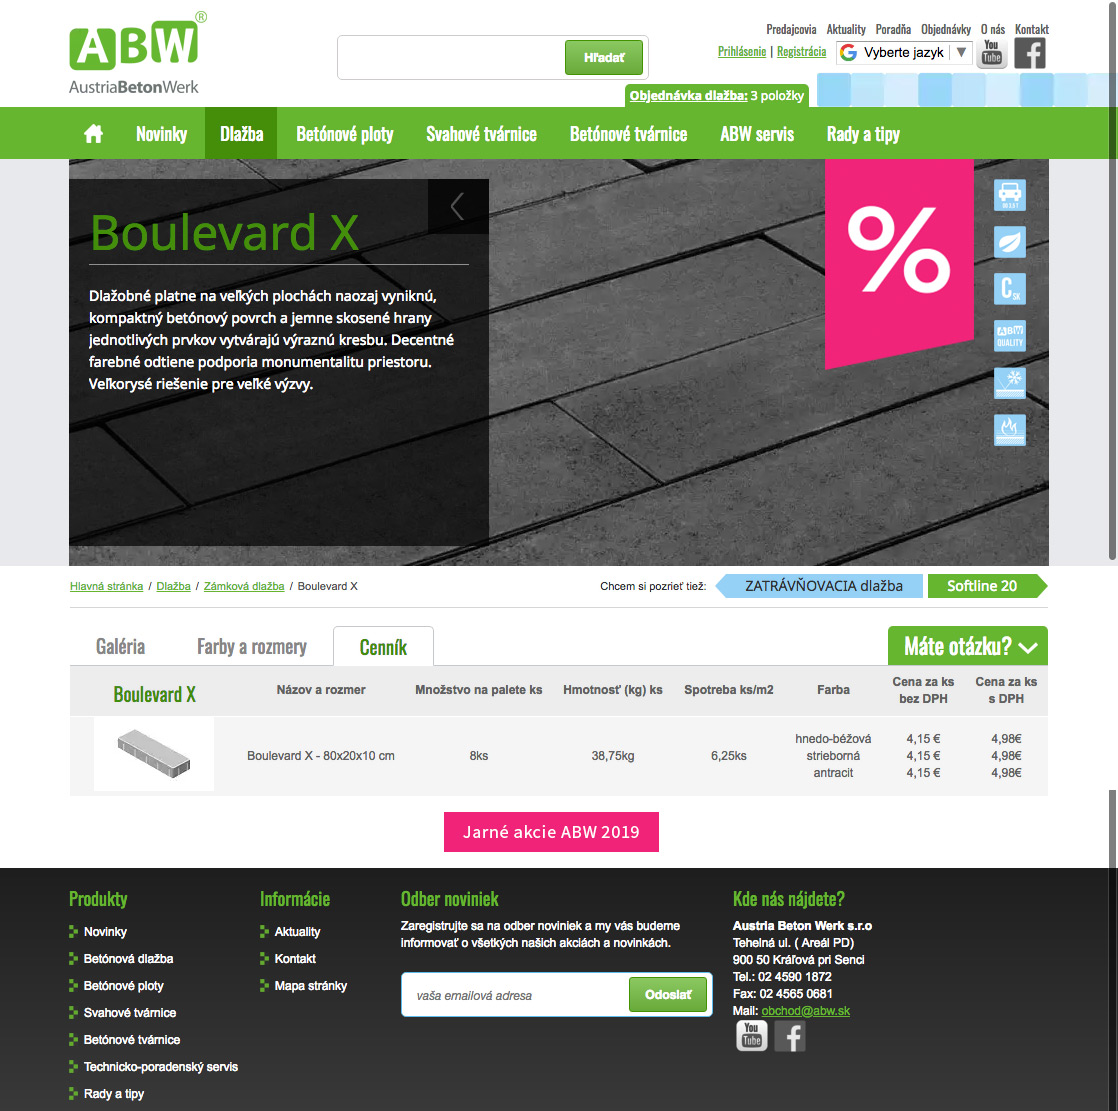 ABW®
AustriaBetonWerk
Predajcovia Aktuality Poradňa Objednávky O nás Kontakt
Prihlásenie | Registrácia
G Vyberte jazyk ▼
You Tube
f
Hľadať
Objednávka dlažba: 3 položky
Novinky Dlažba Betónové ploty Svahové tvárnice Betónové tvárnice ABW servis Rady a tipy
Boulevard X
Dlažobné platne na veľkých plochách naozaj vyniknú,
kompaktný betónový povrch a jemne skosené hrany
jednotlivých prvkov vytvárajú výraznú kresbu. Decentné
farebné odtiene podporia monumentalitu priestoru.
Veľkorysé riešenie pre veľké výzvy.
%
CSK
ABW
QUALITY
Hlavná stránka / Dlažba / Zámková dlažba / Boulevard X
Chcem si pozrieť tiež:
ZATRÁVŇOVACIA dlažba
Softline 20
Galéria Farby a rozmery Cenník
Máte otázku?
Boulevard X Názov a rozmer Množstvo na palete ks Hmotnosť (kg) ks Spotreba ks/m2 Farba Cena za ks bez DPH Cena za ks s DPH
Boulevard X - 80x20x10 cm 8ks 38,75kg 6,25ks
hnedo-béžová 4,15 € 4,98€
strieborná 4,15 € 4,98€
antracit 4,15 € 4,98€
Jarné akcie ABW 2019
Produkty
Novinky
Betónová dlažba
Betónové ploty
Svahové tvárnice
Betónové tvárnice
Technicko-poradenský servis
Rady a tipy
Informácie
Aktuality
Kontakt
Mapa stránky
Odber noviniek
Zaregistrujte sa na odber noviniek a my vás budeme
informovať o všetkých našich akciách a novinkách.
vaša emailová adresa
Odoslať
Kde nás nájdete?
Austria Beton Werk s.r.o
Tehelná ul. ( Areál PD)
900 50 Kráľová pri Senci
Tel.: 02 4590 1872
Fax: 02 4565 0681
Mail: obchod@abw.sk
You Tube
f